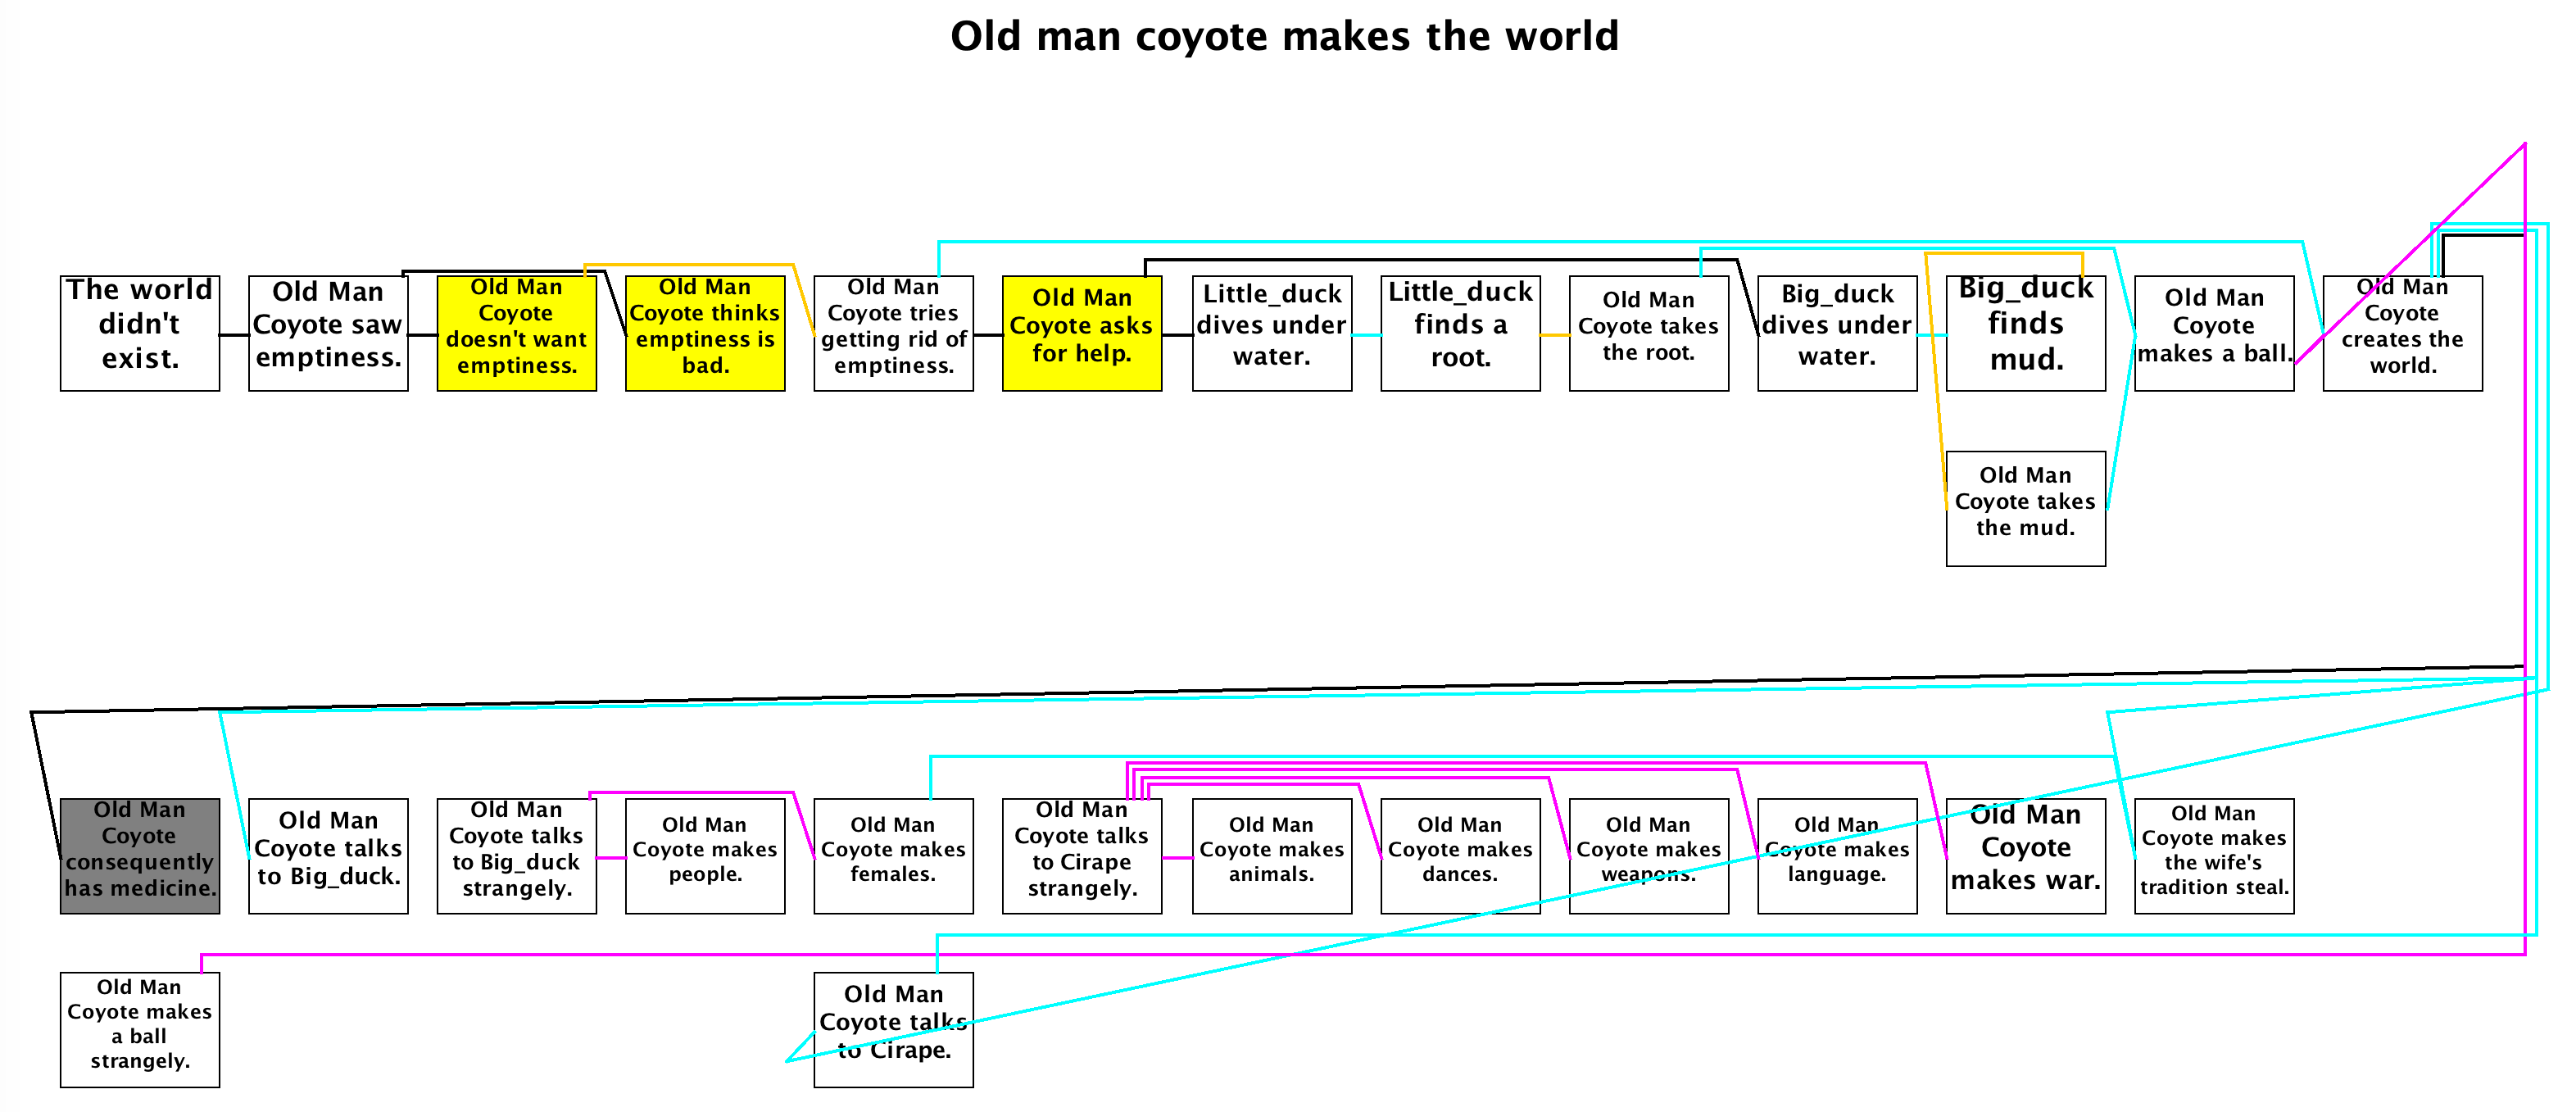 Old man coyote makes the world
The world
didn't
exist.
Old Man
Coyote saw
emptiness.
Old Man
Coyote
doesn't want
emptiness.
Old Man
Coyote thinks
emptiness is
bad.
Old Man
Coyote tries
getting rid of
emptiness.
Old Man
Coyote asks
for help.
Little_duck
dives under
water.
Little_duck
finds a
root.
Old Man
Coyote takes
the root.
Big_duck
dives under
water.
Big_duck
finds
mud.
Old Man
Coyote
makes a ball.
Old Man
Coyote
creates the
world.
Old Man
Coyote takes
the mud.
Old Man
Coyote
consequently
has medicine.
Old Man
Coyote talks
to Big_duck.
Old Man
Coyote talks
to Big_duck
strangely.
Old Man
Coyote makes
people.
Old Man
Coyote makes
females.
Old Man
Coyote talks
to Cirape
strangely.
Old Man
Coyote makes
animals.
Old Man
Coyote makes
dances.
Old Man
Coyote makes
weapons.
Old Man
Coyote makes
language.
Old Man
Coyote
makes war.
Old Man
Coyote makes
the wife's
tradition steal.
Old Man
Coyote makes
a ball
strangely.
Old Man
Coyote talks
to Cirape.